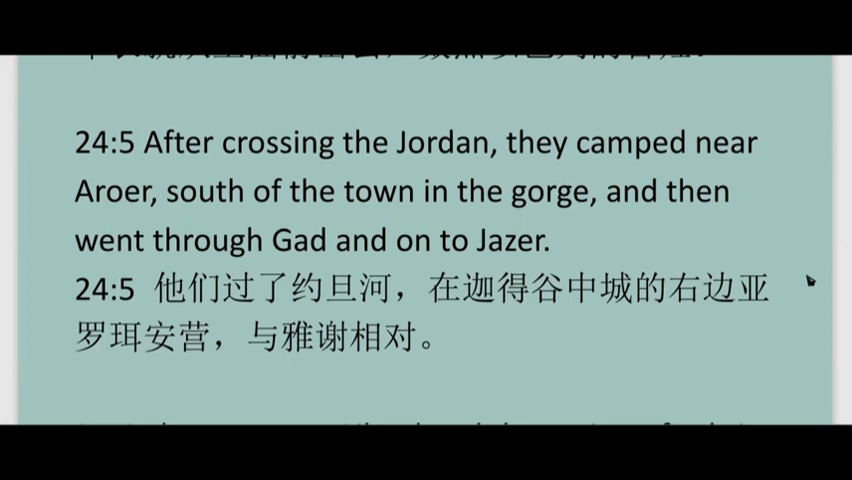 24:5 After crossing the Jordan, they camped near
Aroer, south of the town in the gorge, and then
went through Gad and on to Jazer.
24:5 他们过了约旦河，在迦得谷中城的右边亚
罗珥安营，与雅谢相对。